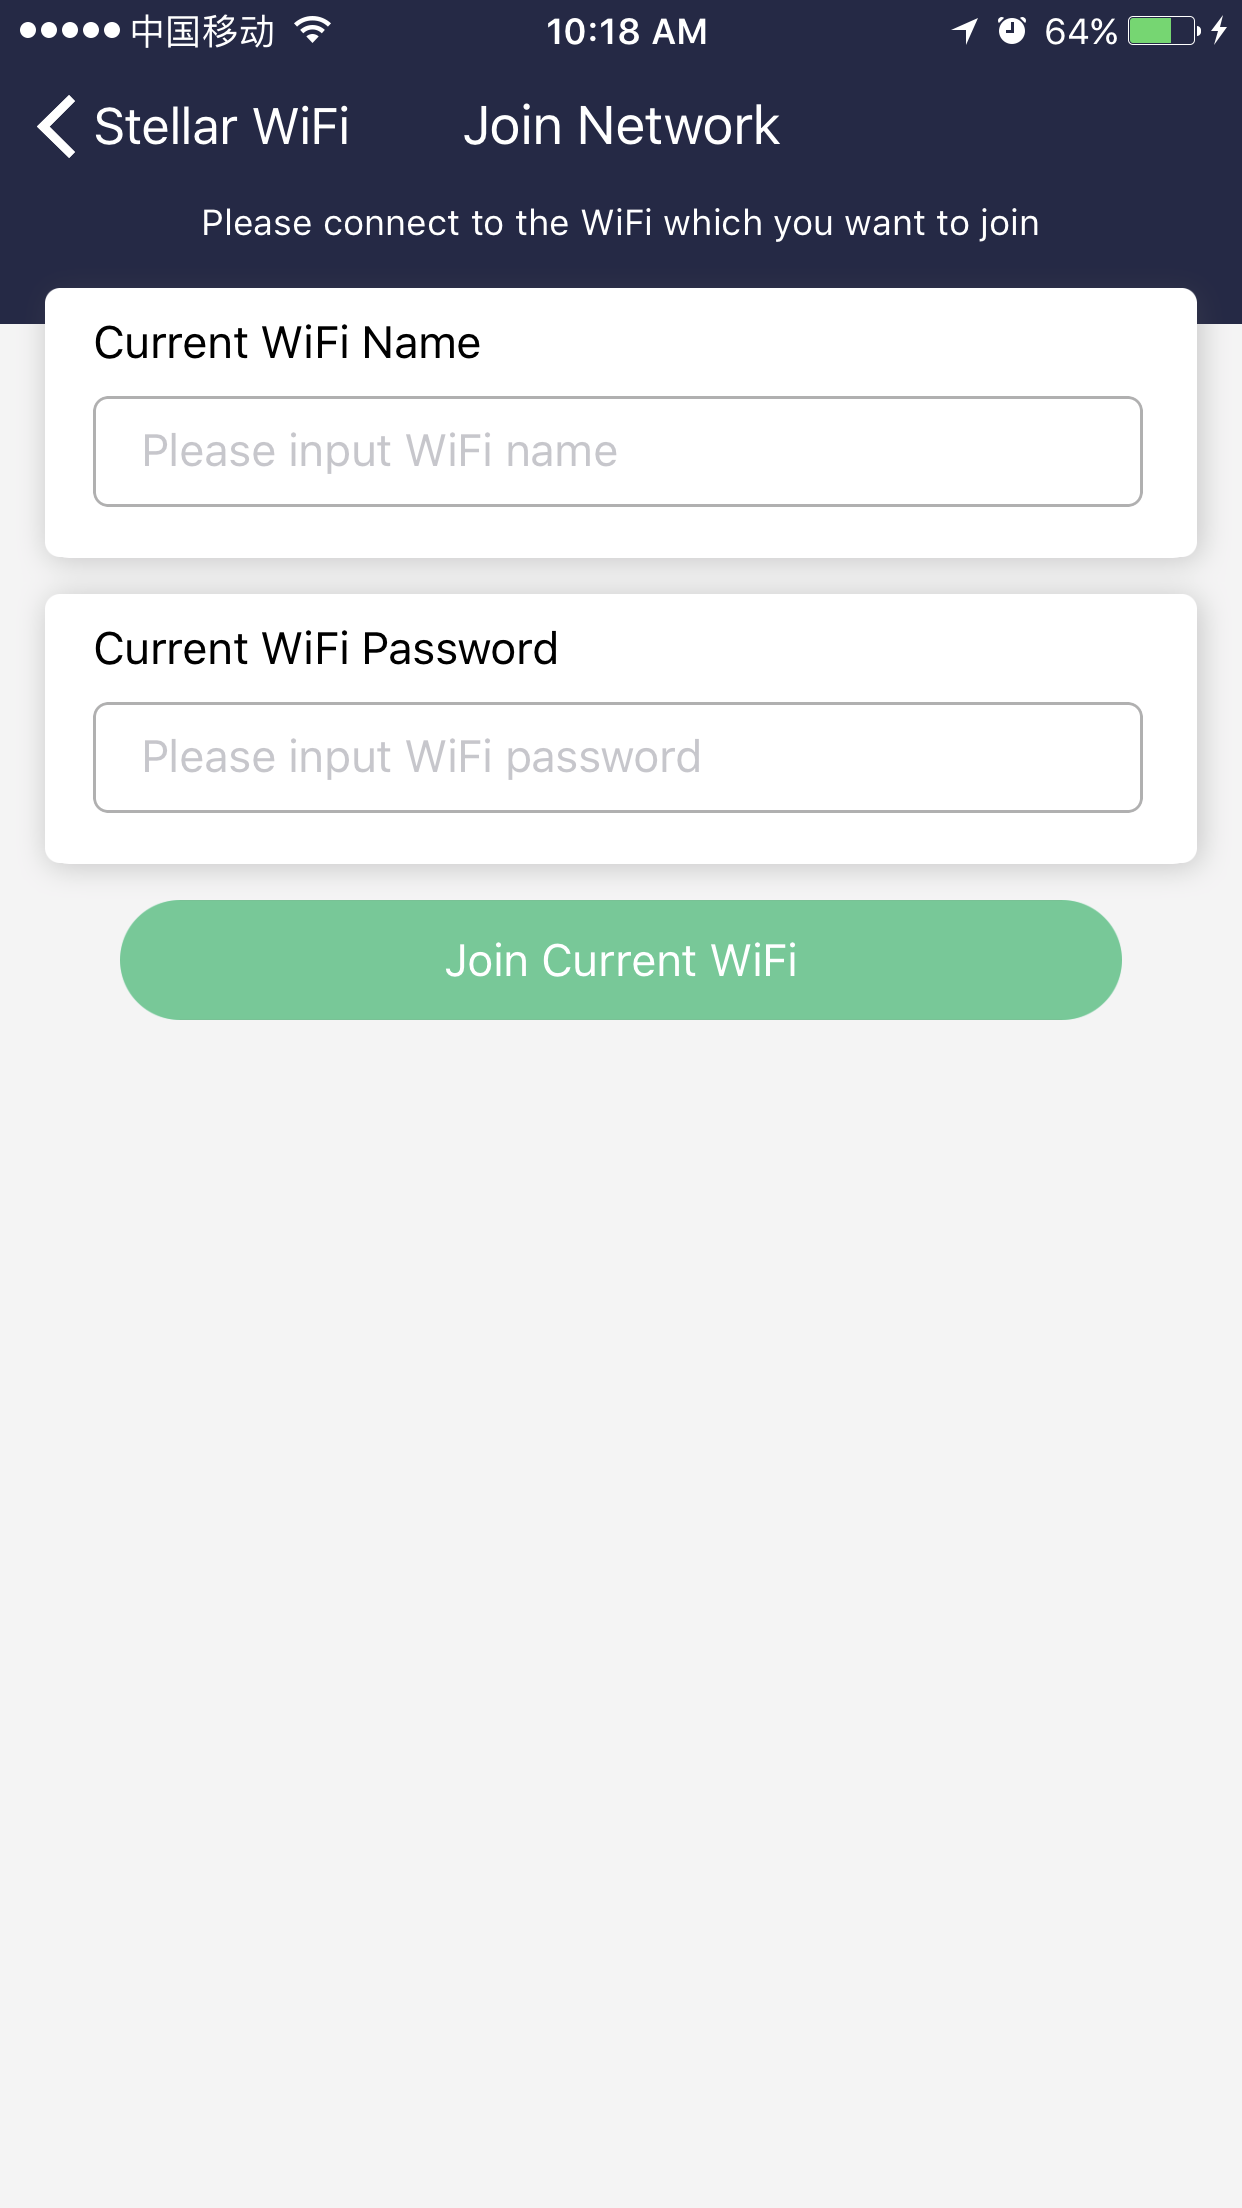 中国移动 10:18 AM 64%
Stellar WiFi Join Network
Please connect to the WiFi which you want to join
Current WiFi Name
Please input WiFi name
Current WiFi Password
Please input WiFi password
Join Current WiFi